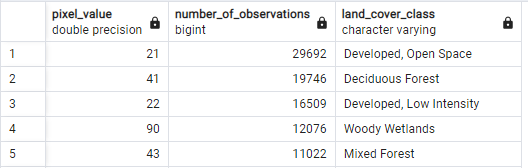 pixel_value number_of_observations land_cover_class
double precision bigint character varying
1 21 29692 Developed, Open Space
2 41 19746 Deciduous Forest
3 22 16509 Developed, Low Intensity
4 90 12076 Woody Wetlands
5 43 11022 Mixed Forest